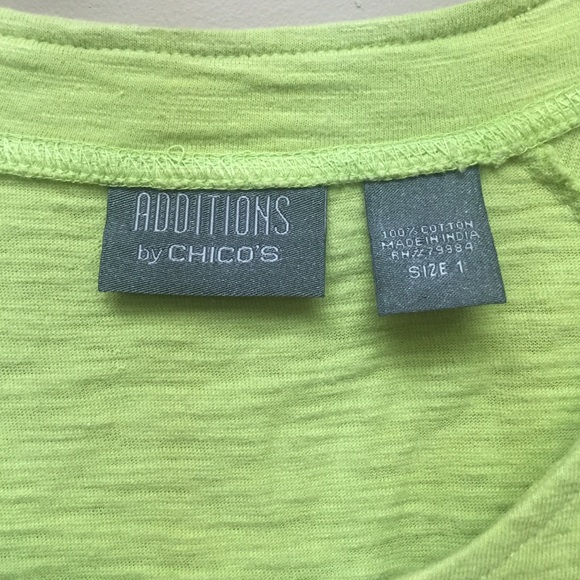 ADDITIONS
by CHICO'S
100% COTTON
MADE IN INDIA
RN# 79984
SIZE 1